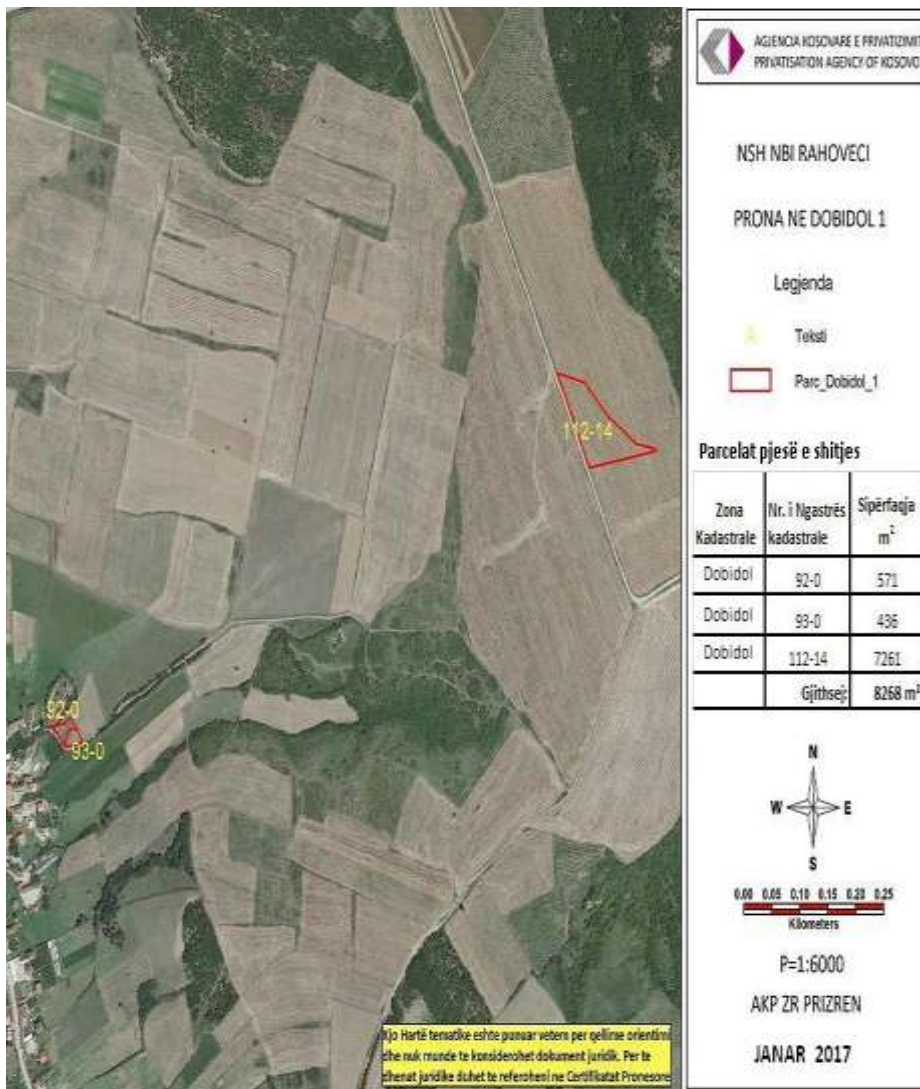 AGJENCIA KOSOVARE E PRIVATIZIMIT
PRIVATISATION AGENCY OF KOSOVO
NSH NBI RAHOVECI
PRONA NE DOBIDOL 1
Legjenda
A Teksti
Parc_Dobidol_1
Parcelat pjesë e shitjes
Zona Kadastrale Nr. i Ngastrës kadastrale Sipërfaqja m²
Dobidol 92-0 571
Dobidol 93-0 436
Dobidol 112-14 7261
Gjithsej: 8268 m²
N
W E
S
0.00 0.05 0.10 0.15 0.20 0.25
Kilometers
P=1:6000
AKP ZR PRIZREN
JANAR 2017
112-14
92-0
93-0
Kjo Hartë tematike eshte punuar vetem per qellime orientimi
dhe nuk munde te konsiderohet dokument juridik. Per te
dhenat juridike duhet te referoheni ne Certifikatat Pronesore